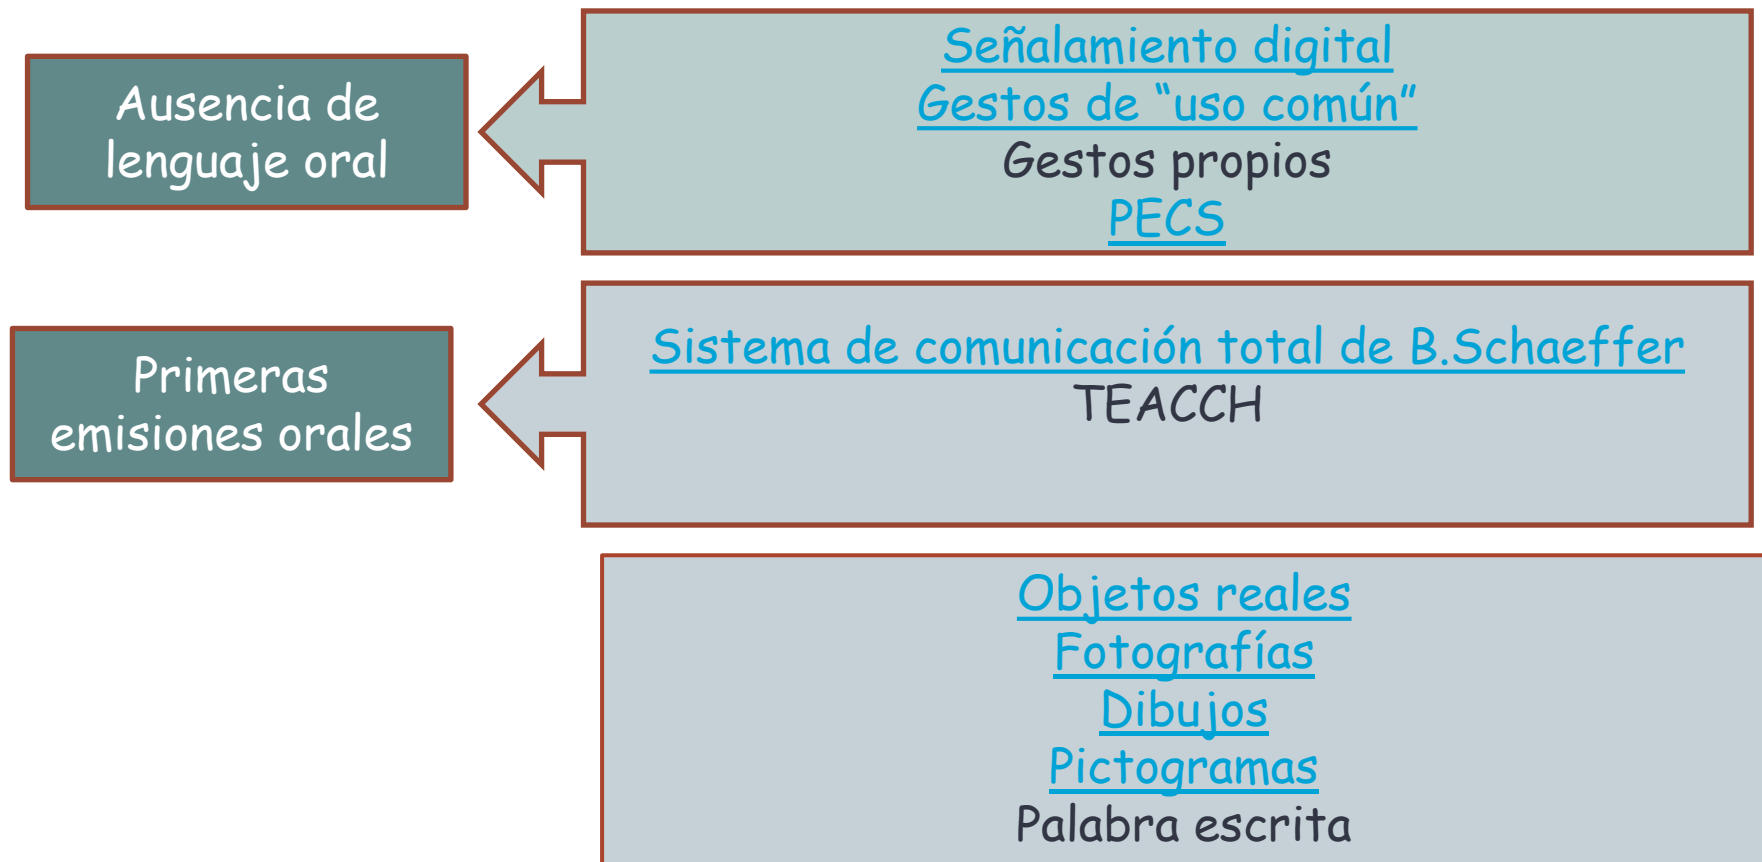 Ausencia de
lenguaje oral
Señalamiento digital
Gestos de “uso común”
Gestos propios
PECS
Primeras
emisiones orales
Sistema de comunicación total de B.Schaeffer
TEACCH
Objetos reales
Fotografías
Dibujos
Pictogramas
Palabra escrita